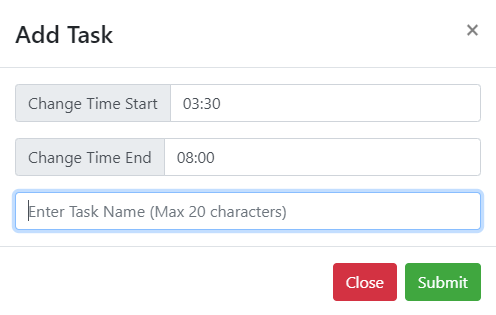 Add Task ×
Change Time Start 03:30
Change Time End 08:00
Enter Task Name (Max 20 characters)
Close Submit